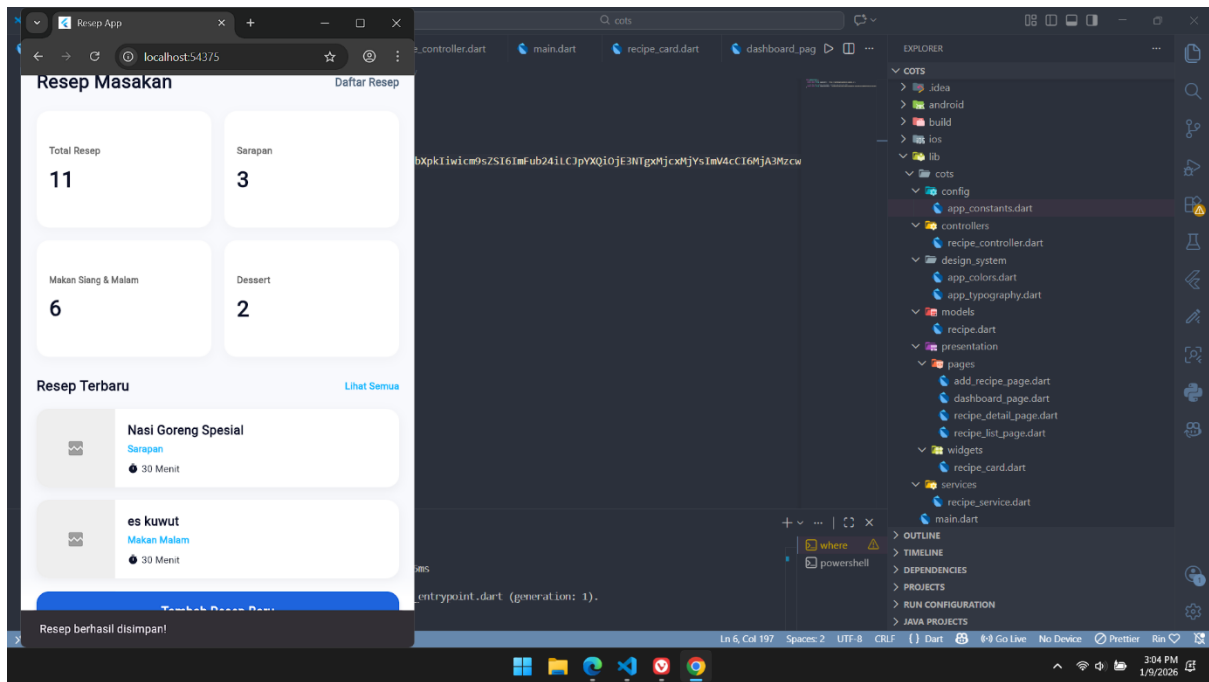 Resep App
cots
localhost:54375
_controller.dart
main.dart
recipe_card.dart
dashboard_pag
EXPLORER
Resep Masakan
Daftar Resep
Total Resep
11
Sarapan
3
Makan Siang & Malam
6
Dessert
2
Resep Terbaru
Lihat Semua
Nasi Goreng Spesial
Sarapan
30 Menit
es kuwut
Makan Malam
30 Menit
Tambah Resep Baru
Resep berhasil disimpan!
bXpkIiwicm9sZSI6ImFub24iLCJpYXQiOjE3NTgxMjcxMjYsImV4cCI6MjA3Mzcw
where
powershell
_entrypoint.dart (generation: 1).
COTS
.idea
android
build
ios
lib
cots
config
app_constants.dart
controllers
recipe_controller.dart
design_system
app_colors.dart
app_typography.dart
models
recipe.dart
presentation
pages
add_recipe_page.dart
dashboard_page.dart
recipe_detail_page.dart
recipe_list_page.dart
widgets
recipe_card.dart
services
recipe_service.dart
main.dart
OUTLINE
TIMELINE
DEPENDENCIES
PROJECTS
RUN CONFIGURATION
JAVA PROJECTS
Ln 6, Col 197 Spaces: 2 UTF-8 CRLF { } Dart Go Live No Device Prettier Rin
3:04 PM
1/9/2026